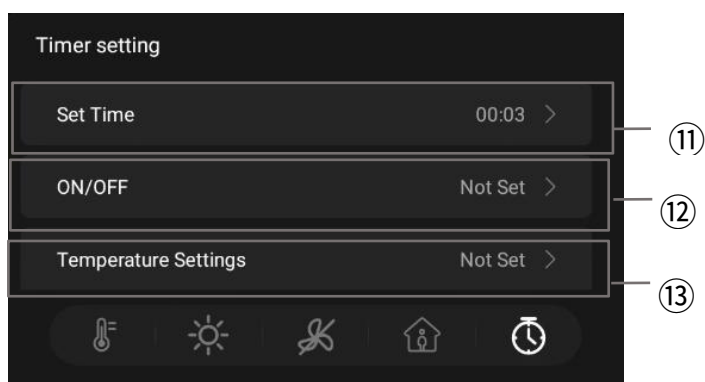 Timer setting
Set Time 00:03 >
⑪
ON/OFF Not Set >
⑫
Temperature Settings Not Set >
⑬